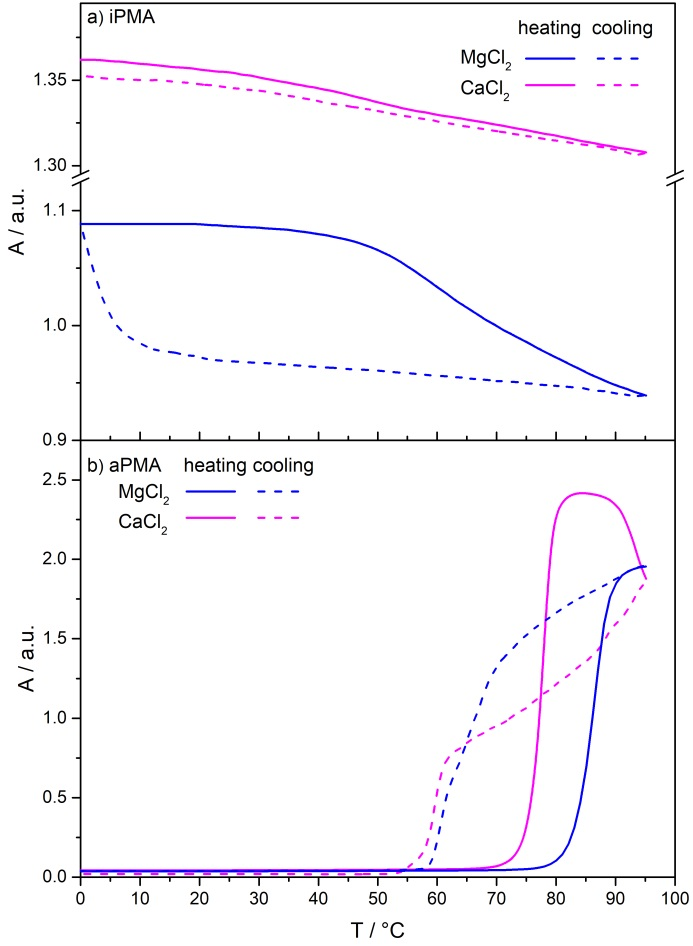 a) iPMA
heating cooling
MgCl2
CaCl2
1.35
1.30
1.1
1.0
0.9
A / a.u.
b) aPMA heating cooling
MgCl2
CaCl2
2.5
2.0
1.5
1.0
0.5
0.0
A / a.u.
0 10 20 30 40 50 60 70 80 90 100
T / °C